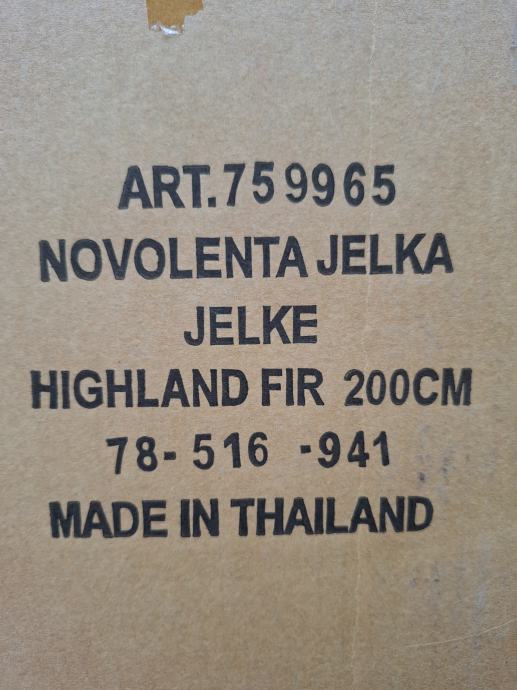 ART.759965
NOVOLENTA JELKA
JELKE
HIGHLAND FIR 200CM
78-516 -941
MADE IN THAILAND